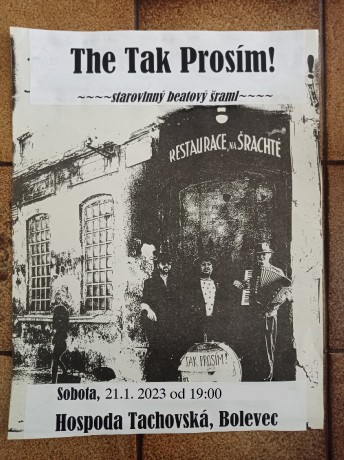 The Tak Prosím!
~~~~starovlnný beatový šraml~~~~
RESTAURACE NA ŠRACHTĚ
TAK PROSÍM!
Sobota, 21.1. 2023 od 19:00
Hospoda Tachovská, Bolevec